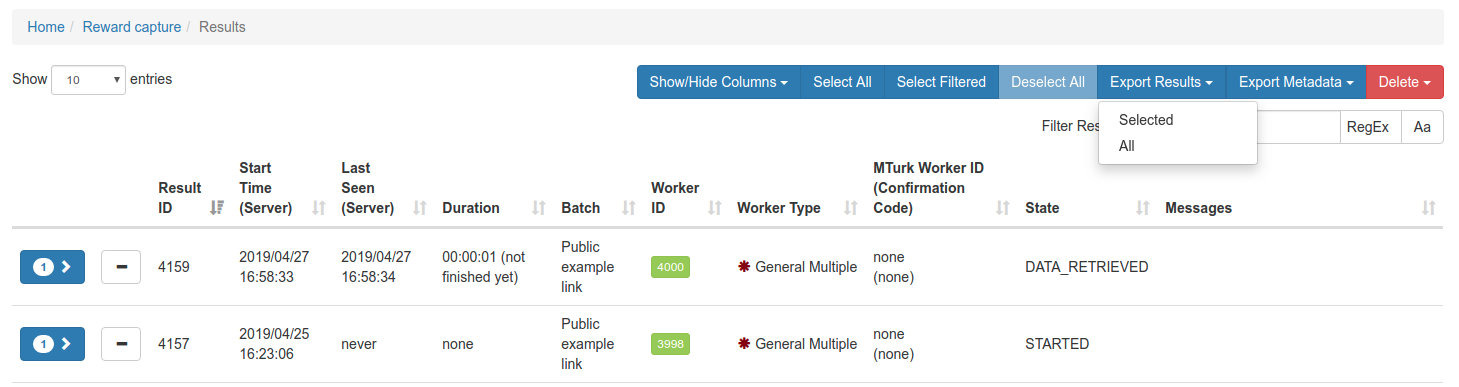 Home / Reward capture / Results
Show 10 entries
Show/Hide Columns Select All Select Filtered Deselect All Export Results Export Metadata Delete
Selected
All
Filter Res
RegEx Aa
Result ID
Start Time (Server)
Last Seen (Server)
Duration
Batch
Worker ID
Worker Type
MTurk Worker ID (Confirmation Code)
State
Messages
1 4159 2019/04/27 16:58:33 2019/04/27 16:58:34 00:00:01 (not finished yet) Public example link 4000 General Multiple none (none) DATA_RETRIEVED
1 4157 2019/04/25 16:23:06 never none Public example link 3998 General Multiple none (none) STARTED